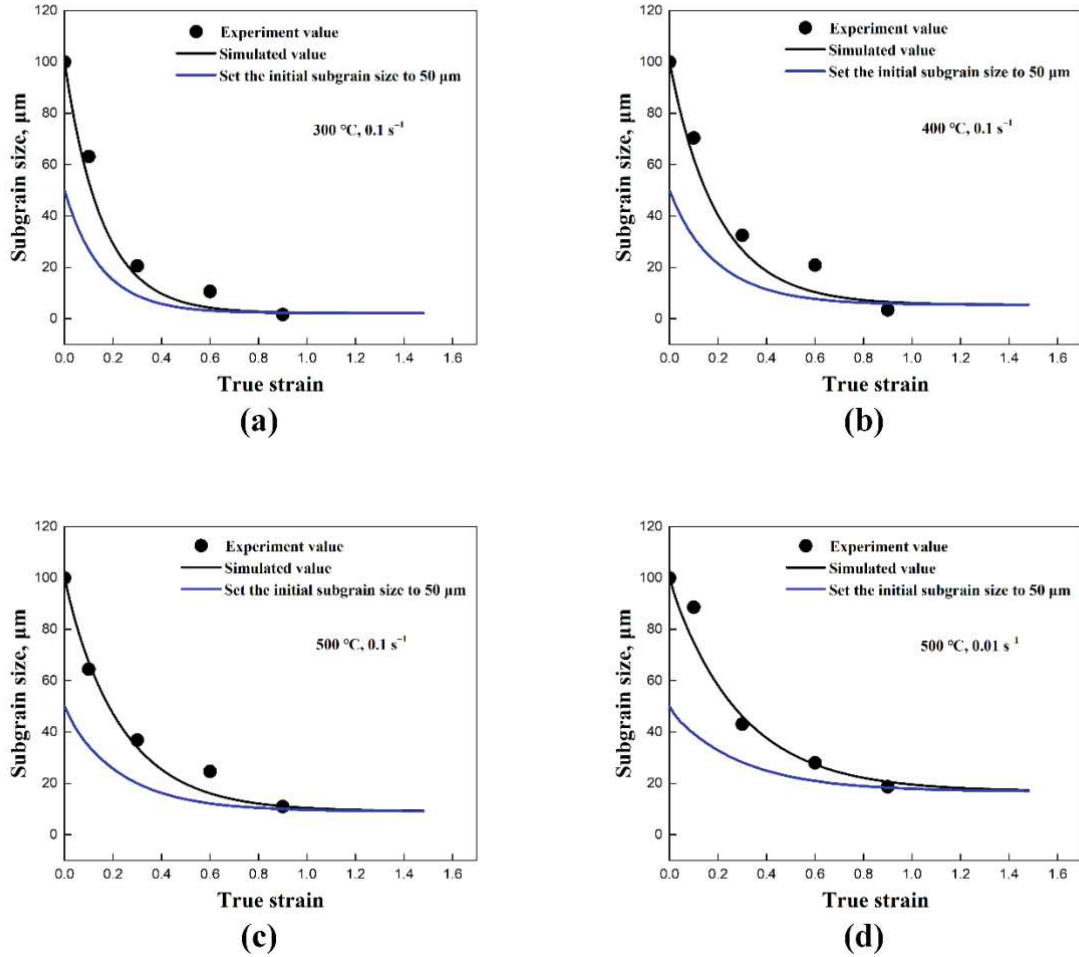 120
100
80
60
40
20
0
Subgrain size, μm
Experiment value
Simulated value
Set the initial subgrain size to 50 μm
300 °C, 0.1 s⁻¹
0.0 0.2 0.4 0.6 0.8 1.0 1.2 1.4 1.6
True strain
(a)
120
100
80
60
40
20
0
Subgrain size, μm
Experiment value
Simulated value
Set the initial subgrain size to 50 μm
400 °C, 0.1 s⁻¹
0.0 0.2 0.4 0.6 0.8 1.0 1.2 1.4 1.6
True strain
(b)
120
100
80
60
40
20
0
Subgrain size, μm
Experiment value
Simulated value
Set the initial subgrain size to 50 μm
500 °C, 0.1 s⁻¹
0.0 0.2 0.4 0.6 0.8 1.0 1.2 1.4 1.6
True strain
(c)
120
100
80
60
40
20
0
Subgrain size, μm
Experiment value
Simulated value
Set the initial subgrain size to 50 μm
500 °C, 0.01 s⁻¹
0.0 0.2 0.4 0.6 0.8 1.0 1.2 1.4 1.6
True strain
(d)